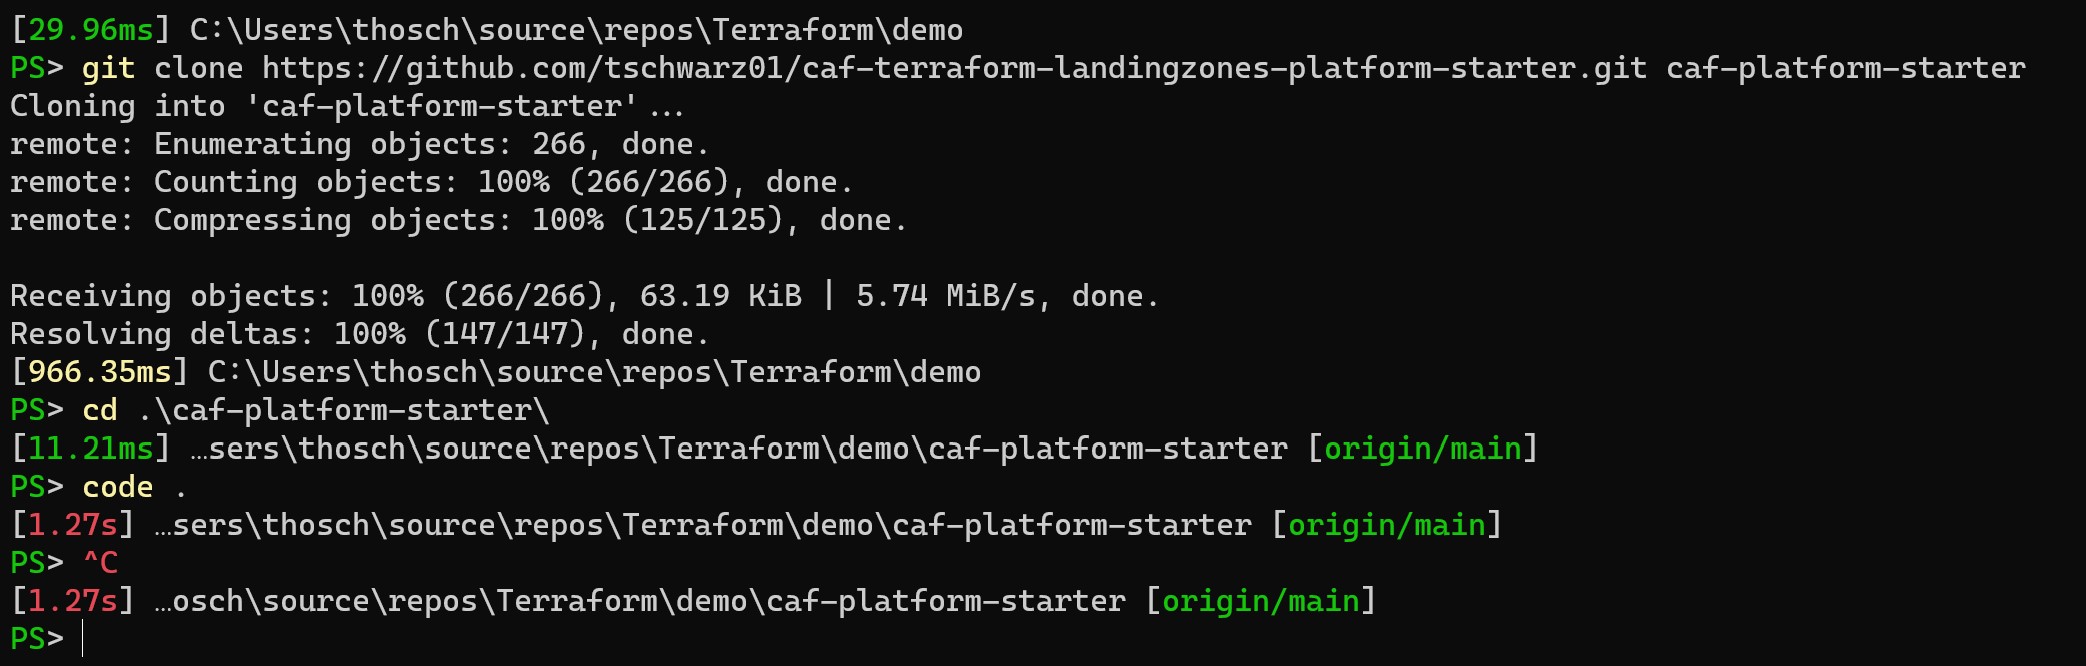 [29.96ms] C:\Users\thosch\source\repos\Terraform\demo
PS> git clone https://github.com/tschwarz01/caf-terraform-landingzones-platform-starter.git caf-platform-starter
Cloning into 'caf-platform-starter'...
remote: Enumerating objects: 266, done.
remote: Counting objects: 100% (266/266), done.
remote: Compressing objects: 100% (125/125), done.
Receiving objects: 100% (266/266), 63.19 KiB | 5.74 MiB/s, done.
Resolving deltas: 100% (147/147), done.
[966.35ms] C:\Users\thosch\source\repos\Terraform\demo
PS> cd .\caf-platform-starter\
[11.21ms] …sers\thosch\source\repos\Terraform\demo\caf-platform-starter [origin/main]
PS> code .
[1.27s] …sers\thosch\source\repos\Terraform\demo\caf-platform-starter [origin/main]
PS> ^C
[1.27s] …osch\source\repos\Terraform\demo\caf-platform-starter [origin/main]
PS>